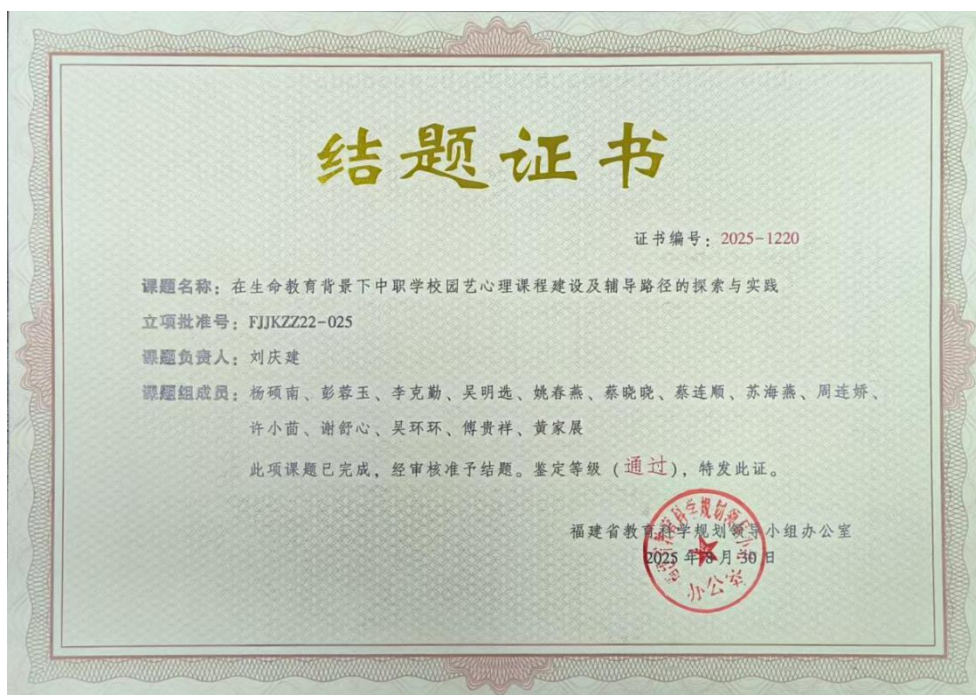 结题证书
证书编号：2025-1220
课题名称：在生命教育背景下中职学校园艺心理课程建设及辅导路径的探索与实践
立项批准号：FJJKZZ22-025
课题负责人：刘庆建
课题组成员：杨硕南、彭蓉玉、李克勤、吴明选、姚春燕、蔡晓晓、蔡连顺、苏海燕、周连娇、
许小茴、谢舒心、吴环环、傅贵祥、黄家展
此项课题已完成，经审核准予结题。鉴定等级（通过），特发此证。
福建省教育科学规划领导小组办公室
2025年8月30日
办公室